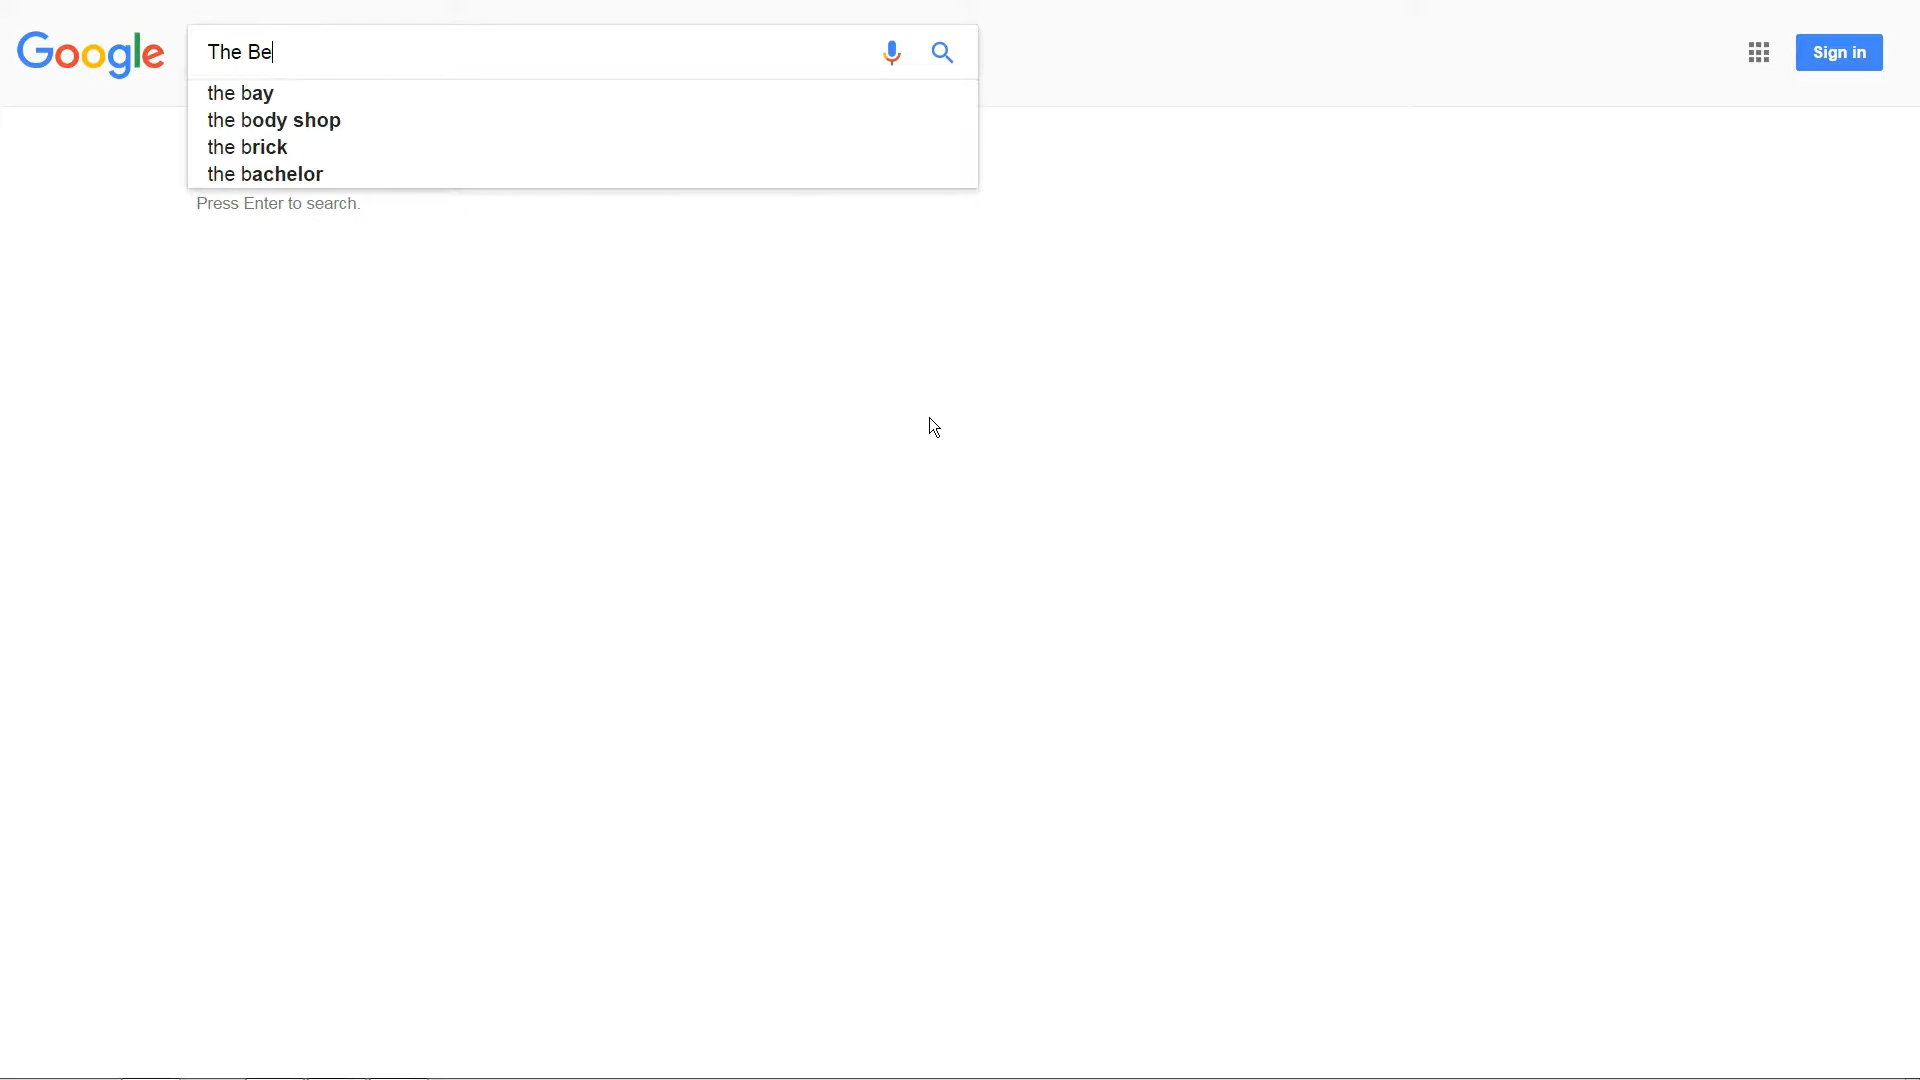 Google
The Be
Sign in
the bay
the body shop
the brick
the bachelor
Press Enter to search.